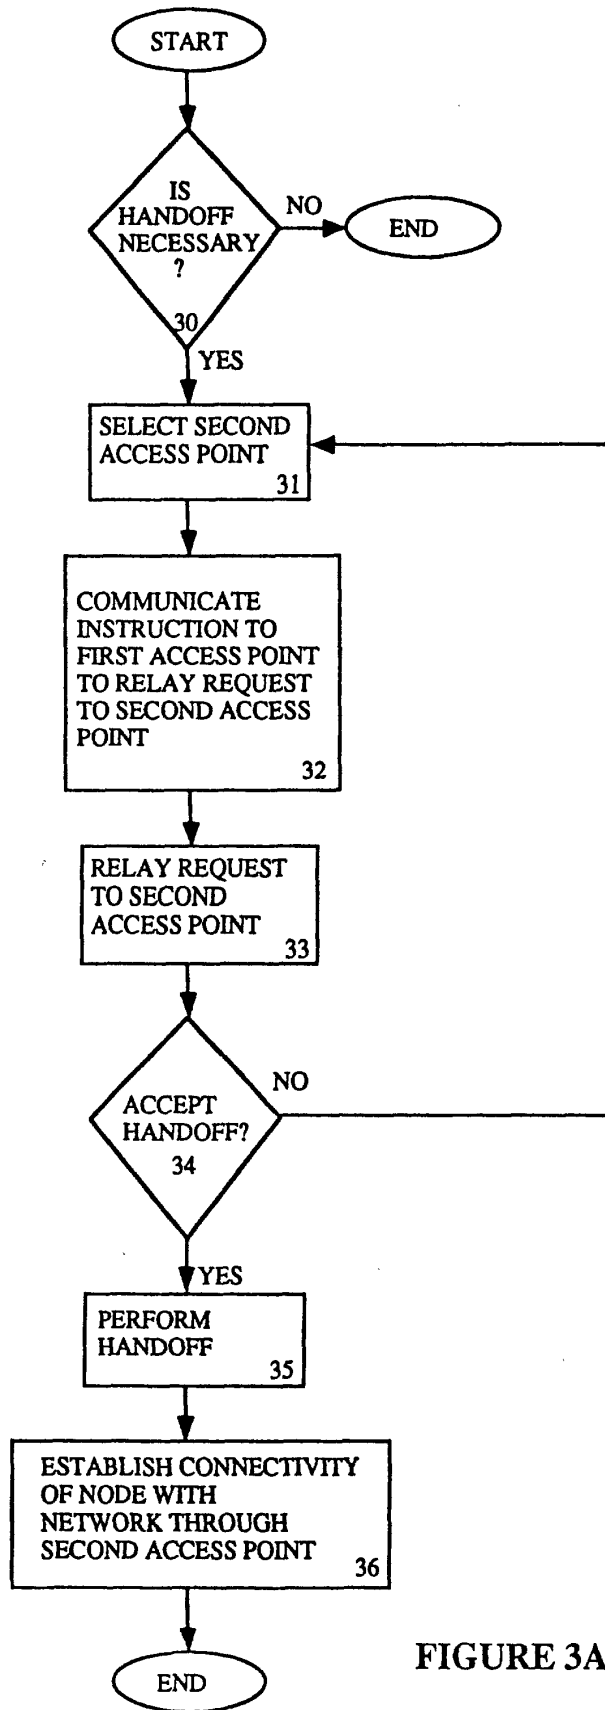 START
IS
HANDOFF
NECESSARY
?
30
NO
END
YES
SELECT SECOND
ACCESS POINT
31
COMMUNICATE
INSTRUCTION TO
FIRST ACCESS POINT
TO RELAY REQUEST
TO SECOND ACCESS
POINT
32
RELAY REQUEST
TO SECOND
ACCESS POINT
33
ACCEPT
HANDOFF?
34
NO
YES
PERFORM
HANDOFF
35
ESTABLISH CONNECTIVITY
OF NODE WITH
NETWORK THROUGH
SECOND ACCESS POINT
36
END
FIGURE 3A